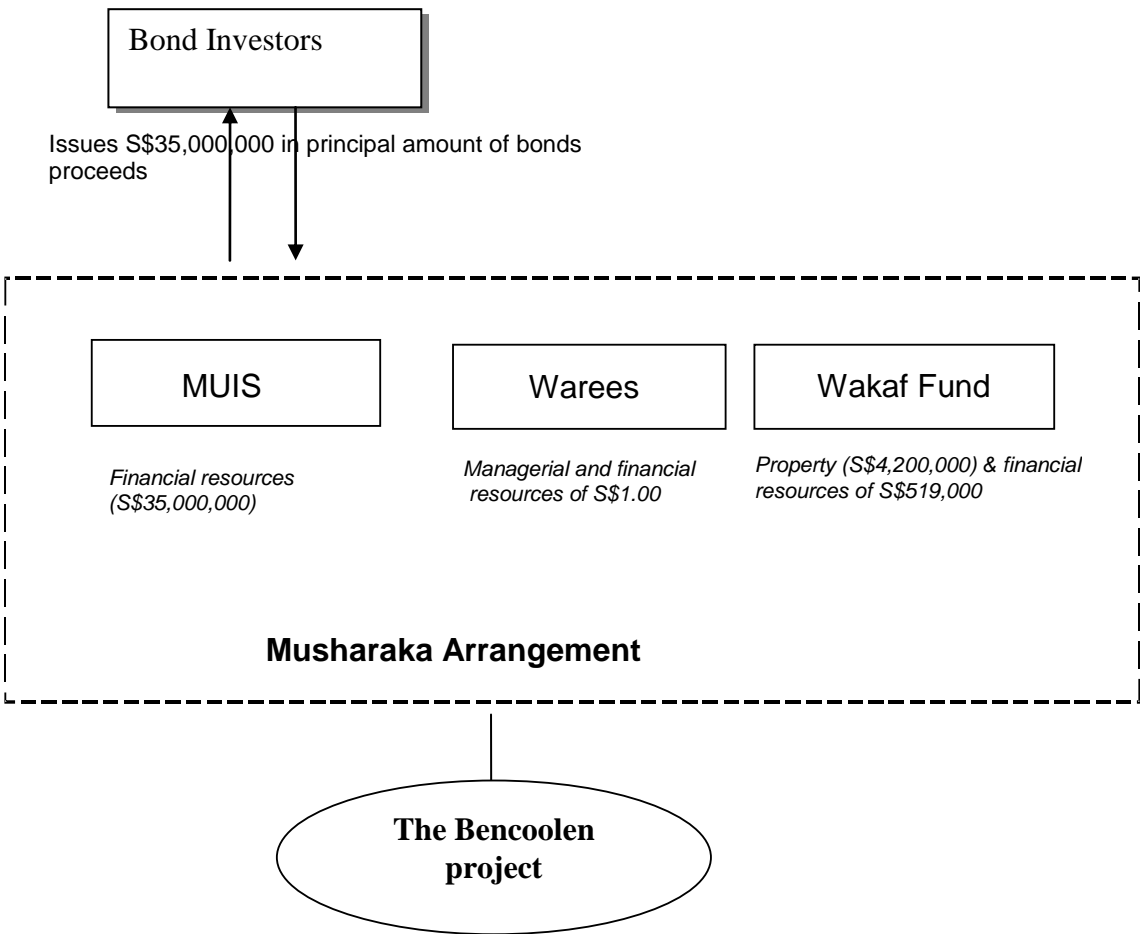 Bond Investors
Issues S$35,000,000 in principal amount of bonds
proceeds
MUIS
Financial resources
(S$35,000,000)
Warees
Managerial and financial
resources of S$1.00
Wakaf Fund
Property (S$4,200,000) & financial
resources of S$519,000
Musharaka Arrangement
The Bencoolen
project